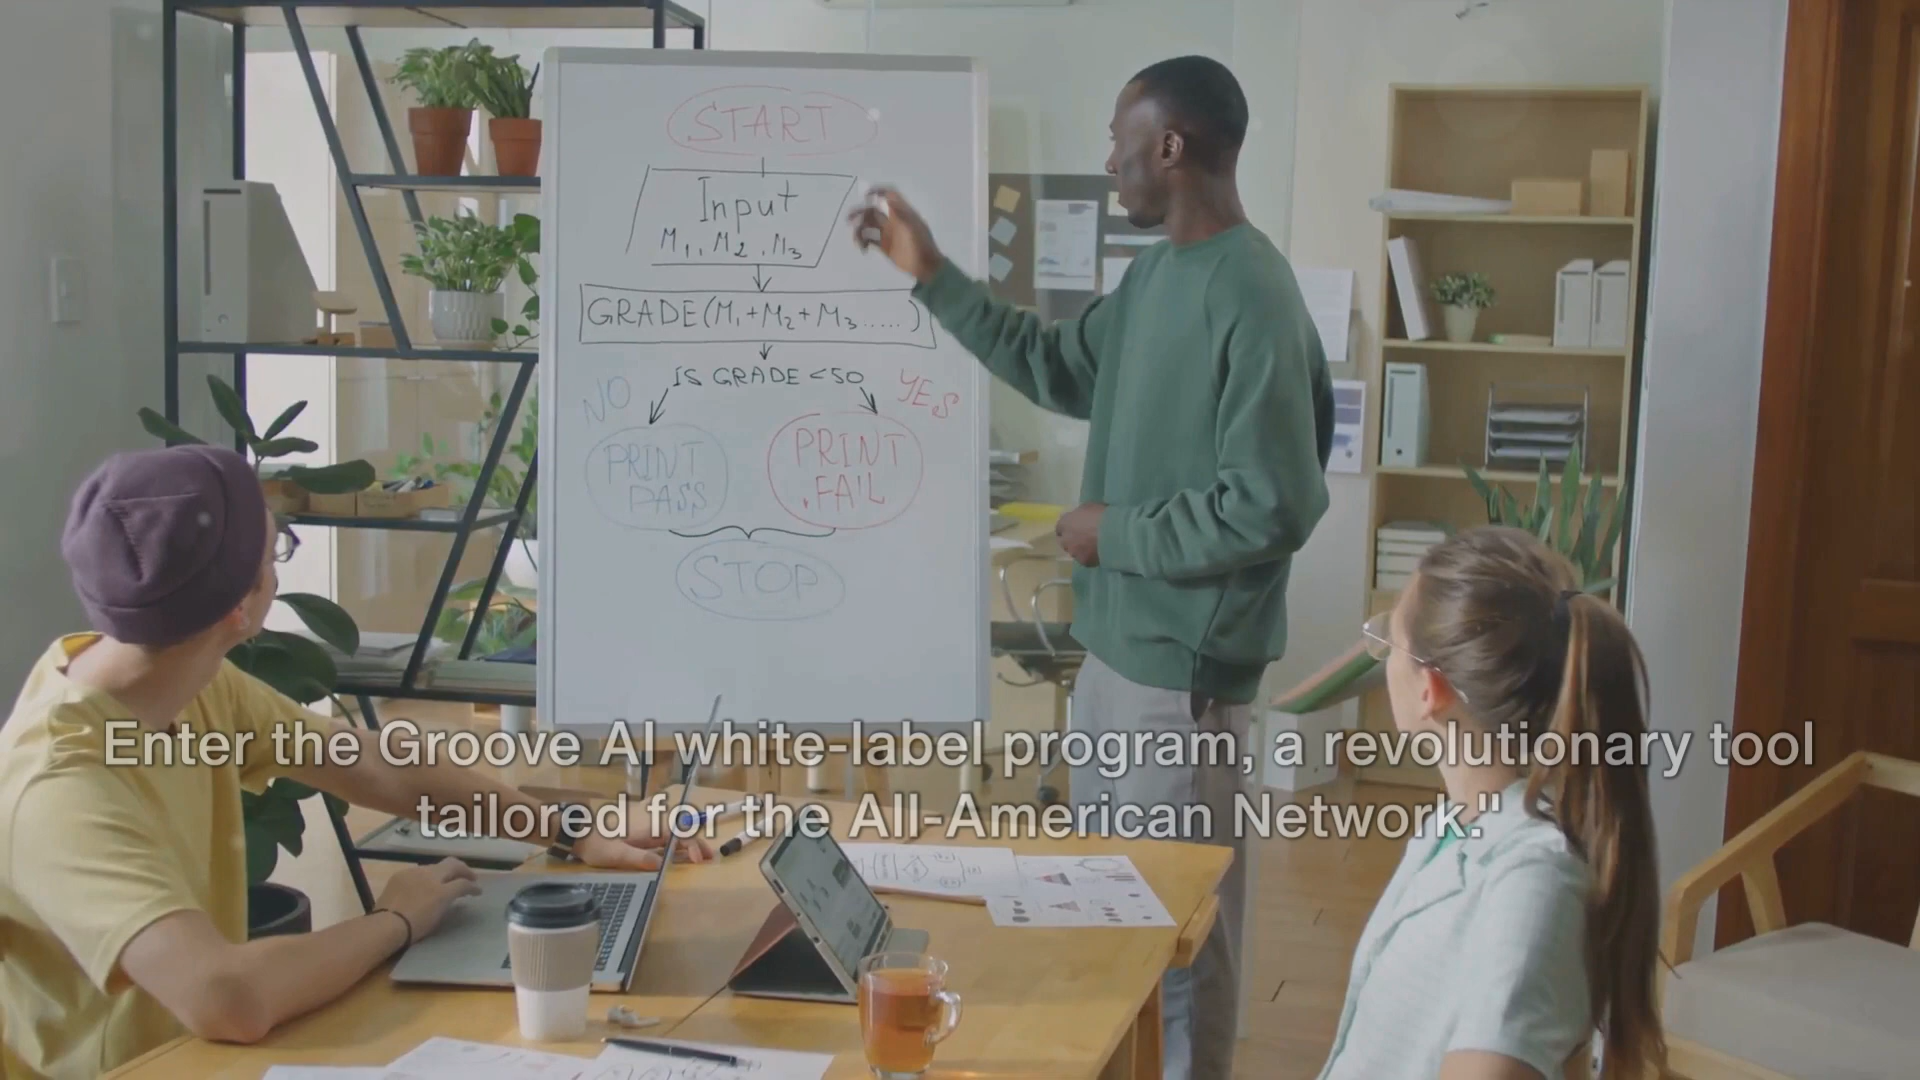 START
Input
M1, M2, M3
GRADE(M1+M2+M3.....)
IS GRADE <50
NO
YES
PRINT
PASS
PRINT
FAIL
STOP
Enter the Groove AI white-label program, a revolutionary tool
tailored for the All-American Network."